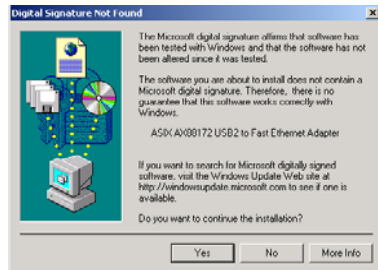 Digital Signature Not Found
The Microsoft digital signature affirms that software has
been tested with Windows and that the software has not
been altered since it was tested.
The software you are about to install does not contain a
Microsoft digital signature. Therefore, there is no
guarantee that this software works correctly with
Windows.
ASIX AX88172 USB2 to Fast Ethernet Adapter
If you want to search for Microsoft digitally signed
software, visit the Windows Update Web site at
http://windowsupdate.microsoft.com to see if one is
available.
Do you want to continue the installation?
Yes No More Info